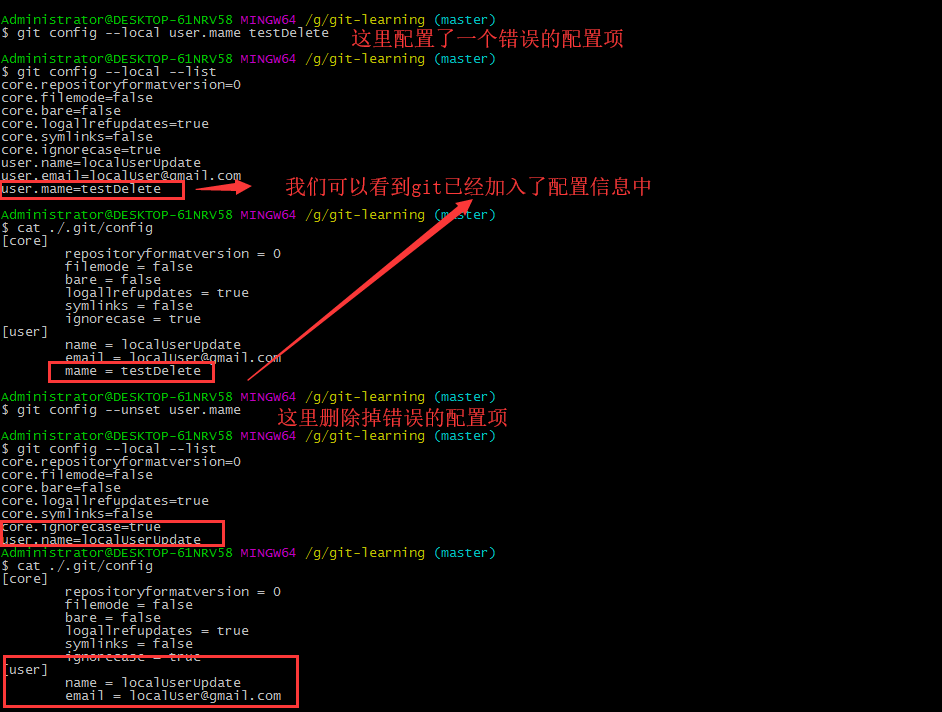 Administrator@DESKTOP-61NRV58 MINGW64 /g/git-learning (master)
$ git config --local user.mame testDelete
这里配置了一个错误的配置项
Administrator@DESKTOP-61NRV58 MINGW64 /g/git-learning (master)
$ git config --local --list
core.repositoryformatversion=0
core.filemode=false
core.bare=false
core.logallrefupdates=true
core.symlinks=false
core.ignorecase=true
user.name=localUserUpdate
user.email=localUser@gmail.com
user.mame=testDelete
我们可以看到git已经加入了配置信息中
Administrator@DESKTOP-61NRV58 MINGW64 /g/git-learning (master)
$ cat ./.git/config
[core]
repositoryformatversion = 0
filemode = false
bare = false
logallrefupdates = true
symlinks = false
ignorecase = true
[user]
name = localUserUpdate
email = localUser@gmail.com
mame = testDelete
Administrator@DESKTOP-61NRV58 MINGW64 /g/git-learning (master)
$ git config --unset user.mame
这里删除掉错误的配置项
Administrator@DESKTOP-61NRV58 MINGW64 /g/git-learning (master)
$ git config --local --list
core.repositoryformatversion=0
core.filemode=false
core.bare=false
core.logallrefupdates=true
core.symlinks=false
core.ignorecase=true
user.name=localUserUpdate
Administrator@DESKTOP-61NRV58 MINGW64 /g/git-learning (master)
$ cat ./.git/config
[core]
repositoryformatversion = 0
filemode = false
bare = false
logallrefupdates = true
symlinks = false
ignorecase = true
[user]
name = localUserUpdate
email = localUser@gmail.com